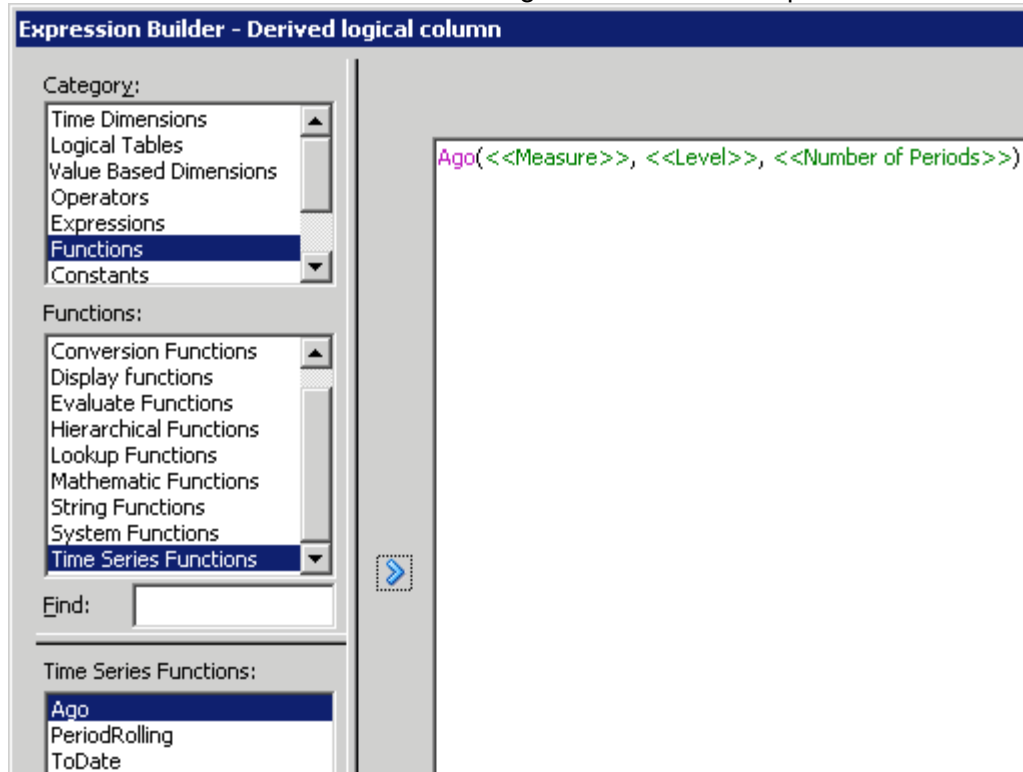 Expression Builder - Derived logical column
Category:
Time Dimensions
Logical Tables
Value Based Dimensions
Operators
Expressions
Functions
Constants
Ago(<<Measure>>, <<Level>>, <<Number of Periods>>)
Functions:
Conversion Functions
Display functions
Evaluate Functions
Hierarchical Functions
Lookup Functions
Mathematic Functions
String Functions
System Functions
Time Series Functions
Find:
Time Series Functions:
Ago
PeriodRolling
ToDate